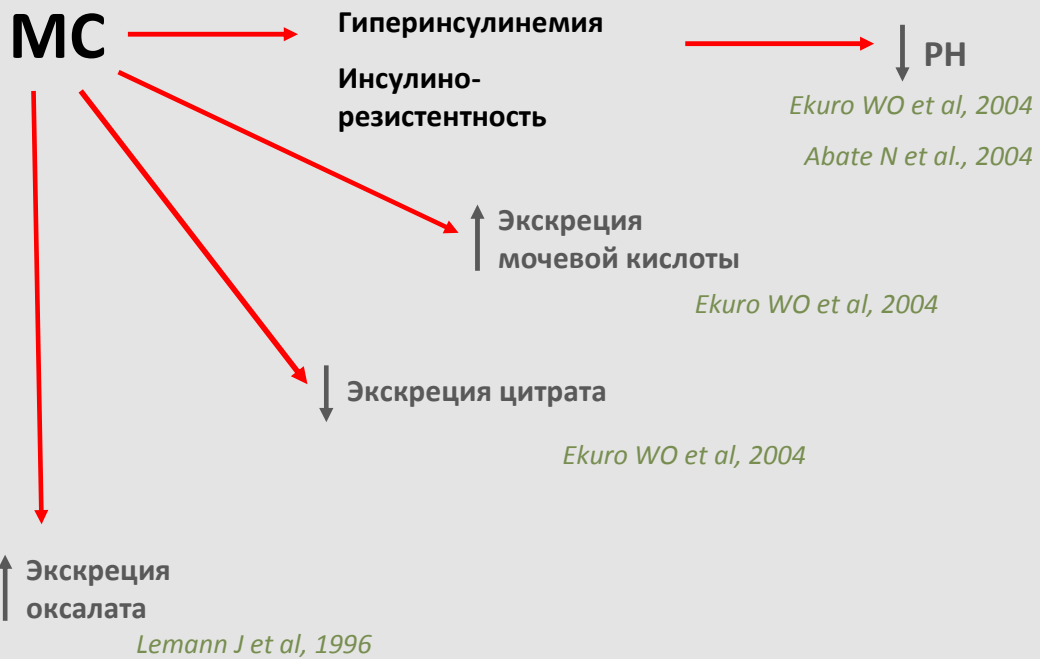 МС
Гиперинсулинемия
Инсулино-
резистентность
РН
Ekuro WO et al, 2004
Abate N et al., 2004
Экскреция
мочевой кислоты
Ekuro WO et al, 2004
Экскреция цитрата
Ekuro WO et al, 2004
Экскреция
оксалата
Lemann J et al, 1996